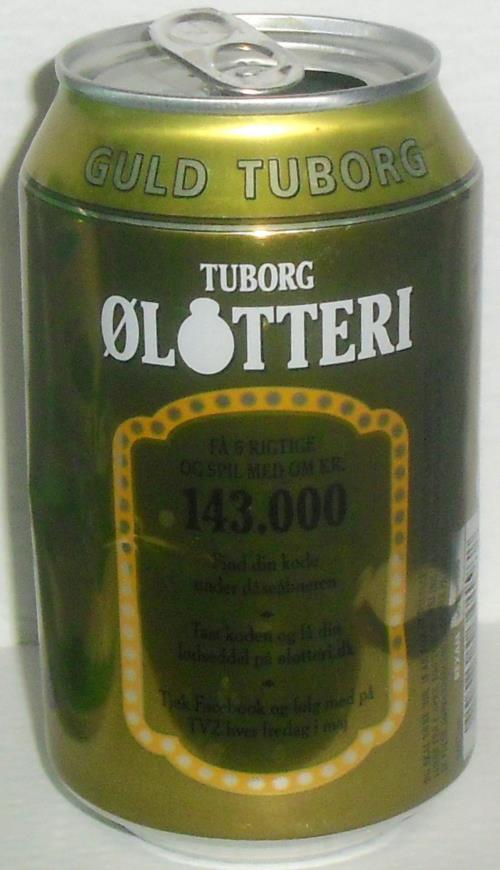 GULD TUBORG
TUBORG
ØLOTTERI
FÅ 6 RIGTIGE
OG SPIL MED OM KR.
143.000
Find din kode
under dåseåbneren
Tast koden og få din
lodseddel på ølotteri.dk
Tjek Facebook og følg med på
TV2 hver fredag i maj